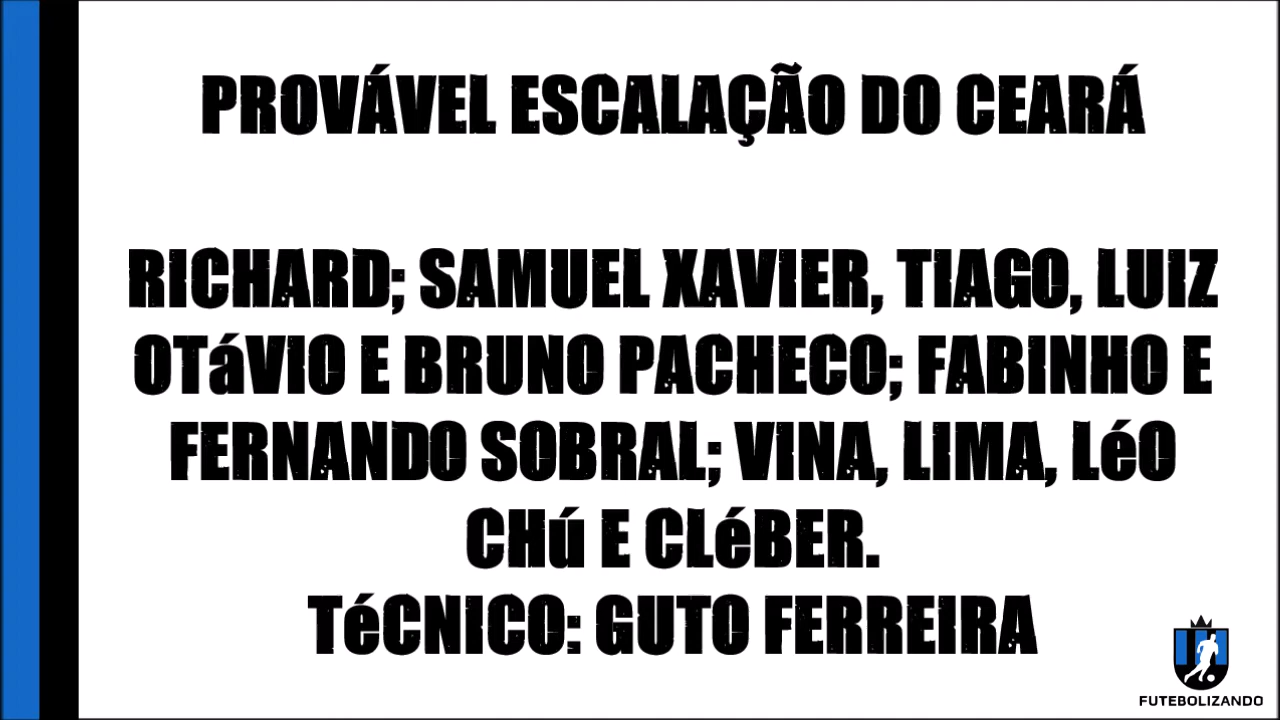 PROVÁVEL ESCALAÇÃO DO CEARÁ
RICHARD; SAMUEL XAVIER, TIAGO, LUIZ
OTáVIO E BRUNO PACHECO; FABINHO E
FERNANDO SOBRAL; VINA, LIMA, LéO
CHú E CLéBER.
TéCNICO: GUTO FERREIRA
FUTEBOLIZANDO